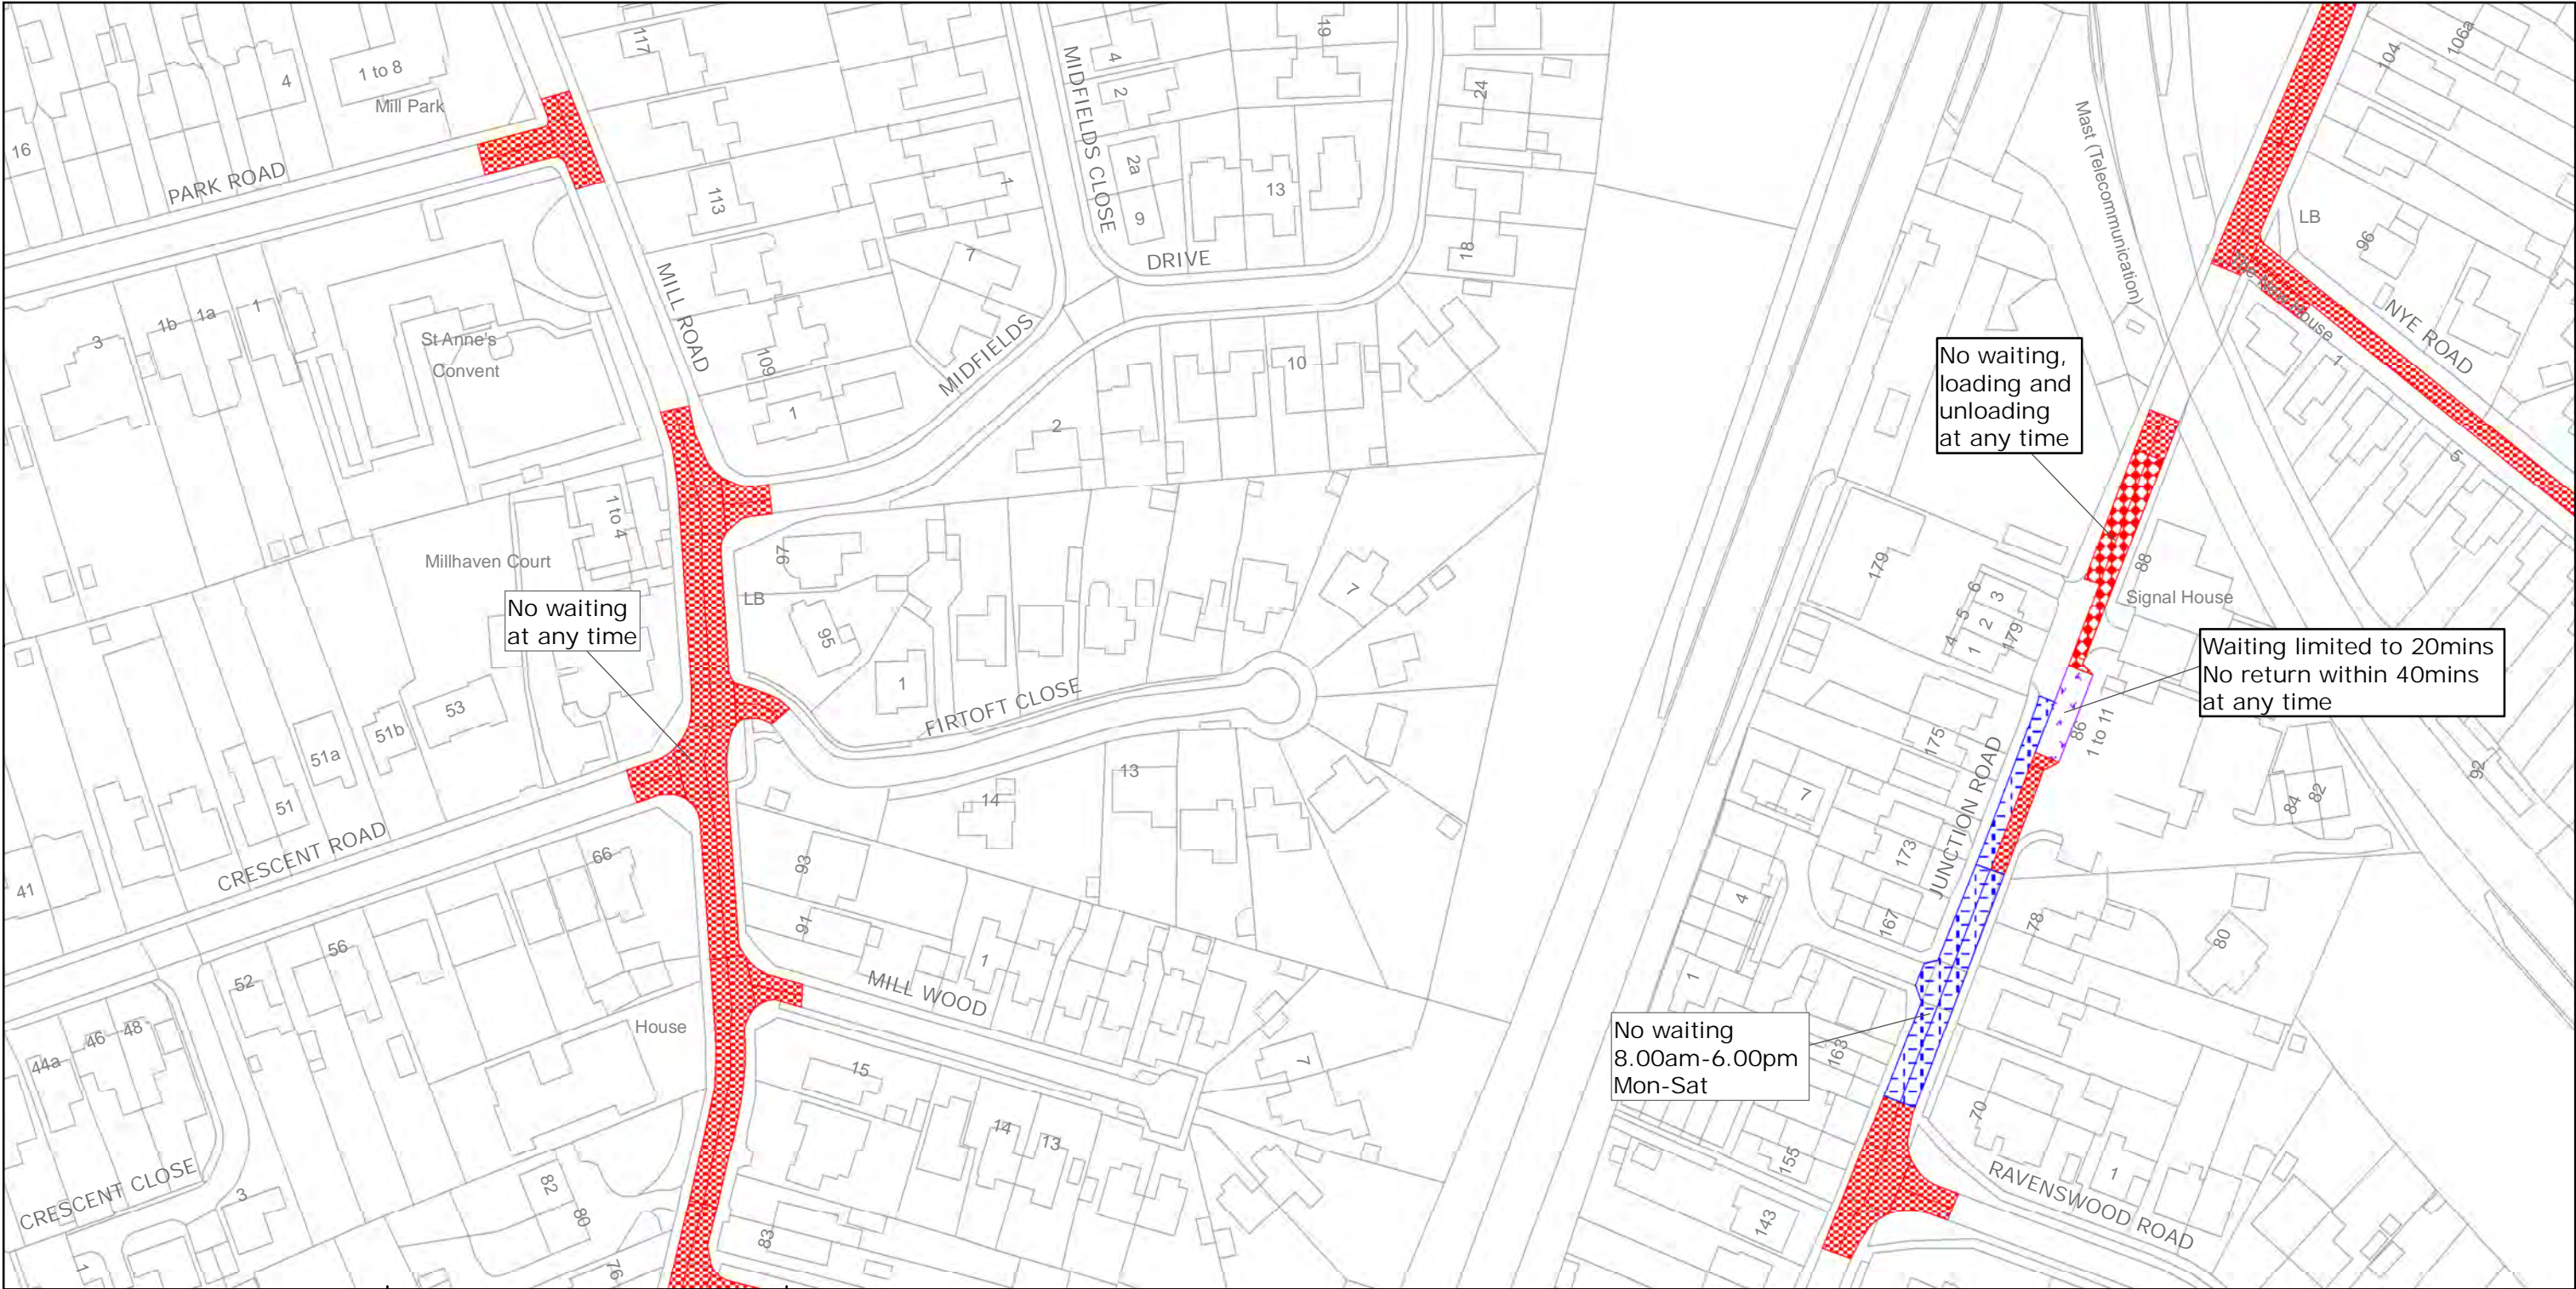 117
4
1 to 8
Mill Park
16
PARK ROAD
4
2
MIDFIELDS CLOSE
2a
9
19
13
24
18
104
106a
Mast (Telecommunication)
LB
96
NYE ROAD
1
5
113
1
7
DRIVE
MILL ROAD
MIDFIELDS
109
1
10
2
3
1b
1a
1
St Anne's
Convent
1 to 4
Millhaven Court
No waiting
at any time
97
LB
95
1
7
FIRTOFT CLOSE
53
51b
51a
51
41
CRESCENT ROAD
66
56
52
14
13
93
91
1
MILL WOOD
House
15
14
13
7
44a
46
48
CRESCENT CLOSE
3
1
82
80
76
83
No waiting,
loading and
unloading
at any time
179
6
5
4
3
2
1
179
88
Signal House
Waiting limited to 20mins
No return within 40mins
at any time
86
1 to 11
92
84
82
175
JUNCTION ROAD
7
173
4
167
1
78
80
No waiting
8.00am-6.00pm
Mon-Sat
163
155
143
70
1
RAVENSWOOD ROAD